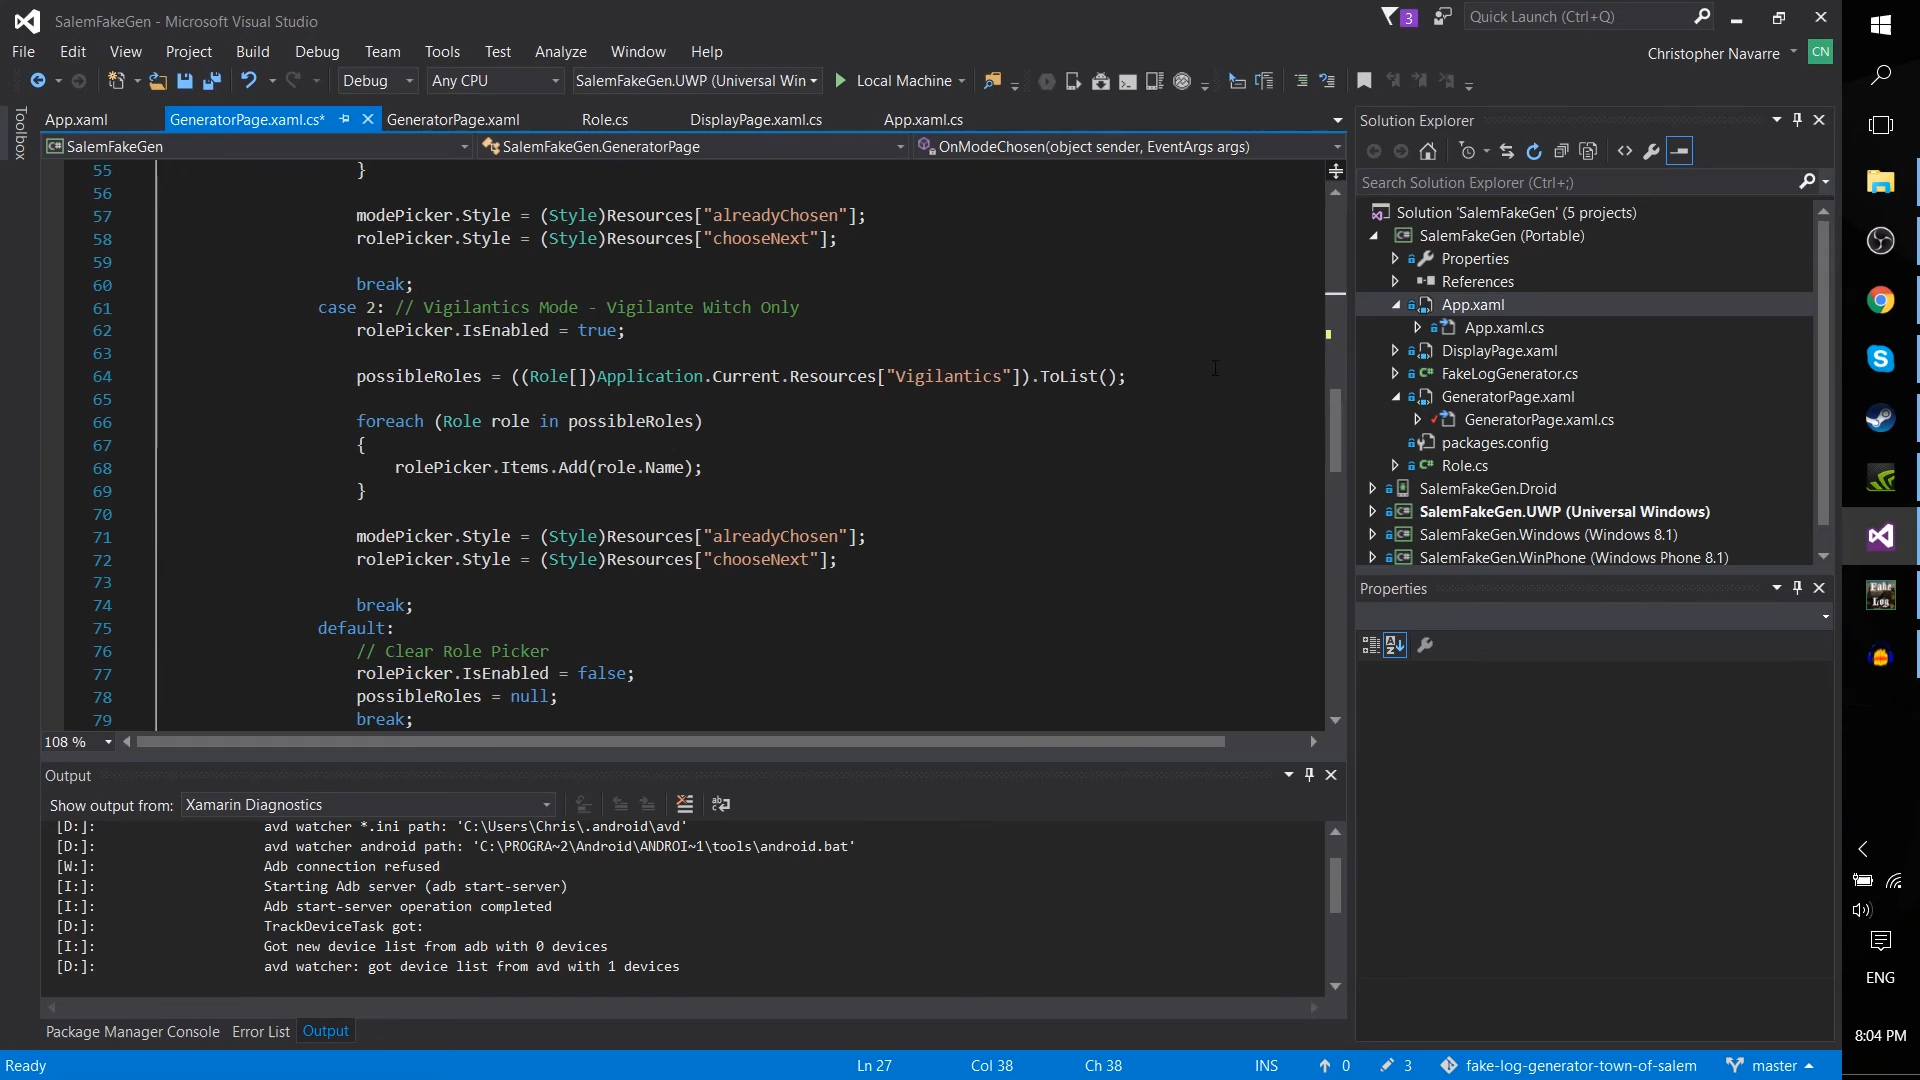 SalemFakeGen - Microsoft Visual Studio
3
Quick Launch (Ctrl+Q)
File Edit View Project Build Debug Team Tools Test Analyze Window Help
Christopher Navarre CN
Debug Any CPU SalemFakeGen.UWP (Universal Win Local Machine
Toolbox
App.xaml GeneratorPage.xaml.cs* GeneratorPage.xaml Role.cs DisplayPage.xaml.cs App.xaml.cs
SalemFakeGen SalemFakeGen.GeneratorPage OnModeChosen(object sender, EventArgs args)
55 }
56
57 modePicker.Style = (Style)Resources["alreadyChosen"];
58 rolePicker.Style = (Style)Resources["chooseNext"];
59
60 break;
61 case 2: // Vigilantics Mode - Vigilante Witch Only
62 rolePicker.IsEnabled = true;
63
64 possibleRoles = ((Role[])Application.Current.Resources["Vigilantics"]).ToList();
65
66 foreach (Role role in possibleRoles)
67 {
68 rolePicker.Items.Add(role.Name);
69 }
70
71 modePicker.Style = (Style)Resources["alreadyChosen"];
72 rolePicker.Style = (Style)Resources["chooseNext"];
73
74 break;
75 default:
76 // Clear Role Picker
77 rolePicker.IsEnabled = false;
78 possibleRoles = null;
79 break;
108 %
Output
Show output from: Xamarin Diagnostics
[D:]: avd watcher *.ini path: 'C:\Users\Chris\.android\avd'
[D:]: avd watcher android path: 'C:\PROGRA~2\Android\ANDROI~1\tools\android.bat'
[W:]: Adb connection refused
[I:]: Starting Adb server (adb start-server)
[I:]: Adb start-server operation completed
[D:]: TrackDeviceTask got:
[I:]: Got new device list from adb with 0 devices
[D:]: avd watcher: got device list from avd with 1 devices
Package Manager Console Error List Output
Solution Explorer
Search Solution Explorer (Ctrl+;)
Solution 'SalemFakeGen' (5 projects)
SalemFakeGen (Portable)
Properties
References
App.xaml
App.xaml.cs
DisplayPage.xaml
FakeLogGenerator.cs
GeneratorPage.xaml
GeneratorPage.xaml.cs
packages.config
Role.cs
SalemFakeGen.Droid
SalemFakeGen.UWP (Universal Windows)
SalemFakeGen.Windows (Windows 8.1)
SalemFakeGen.WinPhone (Windows Phone 8.1)
Properties
Fake
Log
ENG
8:04 PM
Ready Ln 27 Col 38 Ch 38 INS 0 3 fake-log-generator-town-of-salem master